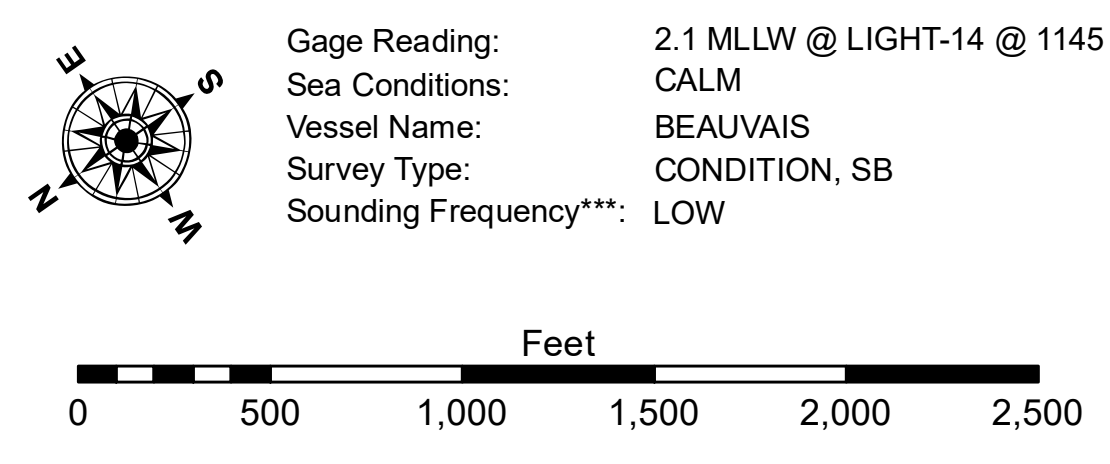 E
S
N
W
Gage Reading: 2.1 MLLW @ LIGHT-14 @ 1145
Sea Conditions: CALM
Vessel Name: BEAUVAIS
Survey Type: CONDITION, SB
Sounding Frequency***: LOW
Feet
0 500 1,000 1,500 2,000 2,500